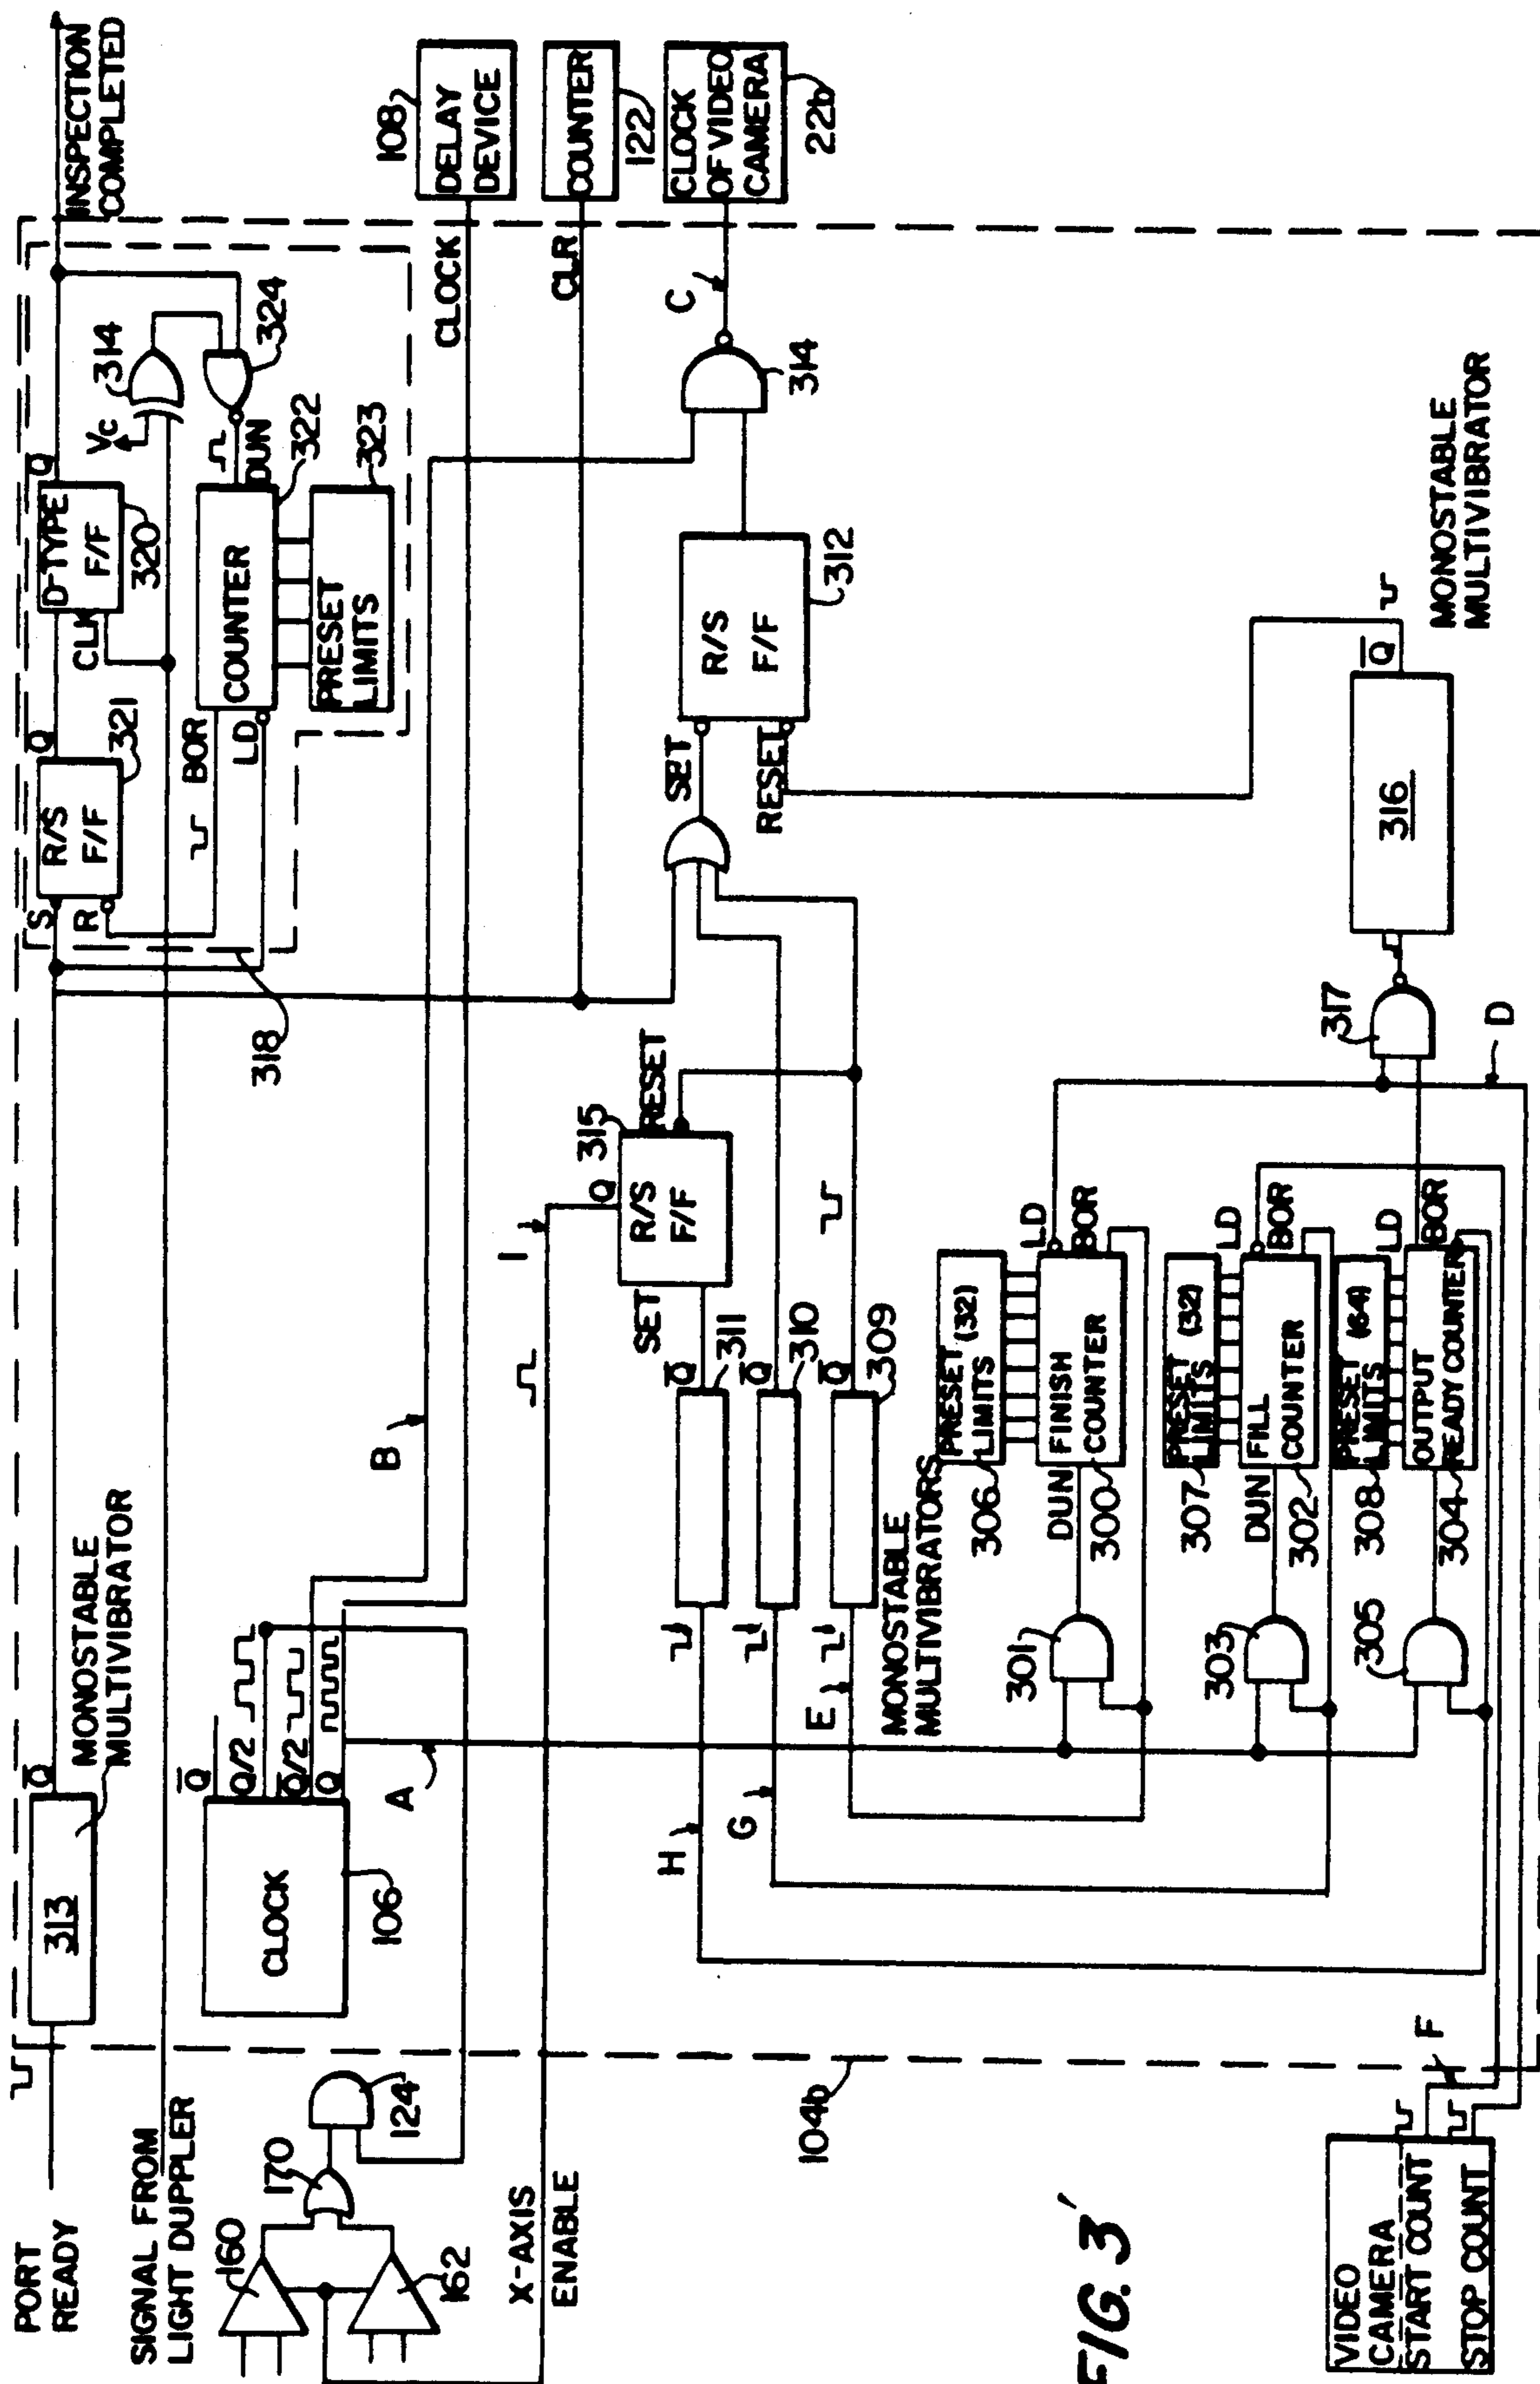 PORT
READY
313
Q
MONOSTABLE
MULTIVIBRATOR
S
R
R/S
F/F
Q
321
D-TYPE
F/F
CLK
Q
320
INSPECTION
COMPLETED
SIGNAL FROM
LIGHT DUPPLER
Vc
314
324
BOR
LD
COUNTER
DUN
322
PRESET
LIMITS
323
318
CLOCK
106
Q
Q/2
Q/2
Q
A
B
CLOCK
108
DELAY
DEVICE
CLR
COUNTER
122
CLOCK
OF VIDEO
CAMERA
22b
C
314
160
162
170
124
X-AXIS
ENABLE
I
SET
R/S
F/F
Q
315
RESET
SET
RESET
R/S
F/F
312
H
G
E
Q
311
Q
310
Q
309
MONOSTABLE
MULTIVIBRATORS
104b
301
DUN
PRESET
LIMITS (32)
306
FINISH
COUNTER
300
LD
BOR
303
DUN
PRESET
LIMITS (32)
307
FILL
COUNTER
302
LD
BOR
305
PRESET
LIMITS (64)
308
OUTPUT
READY COUNTER
304
LD
BOR
317
D
316
Q
MONOSTABLE
MULTIVIBRATOR
VIDEO
CAMERA
START COUNT
STOP COUNT
F
FIG. 3'